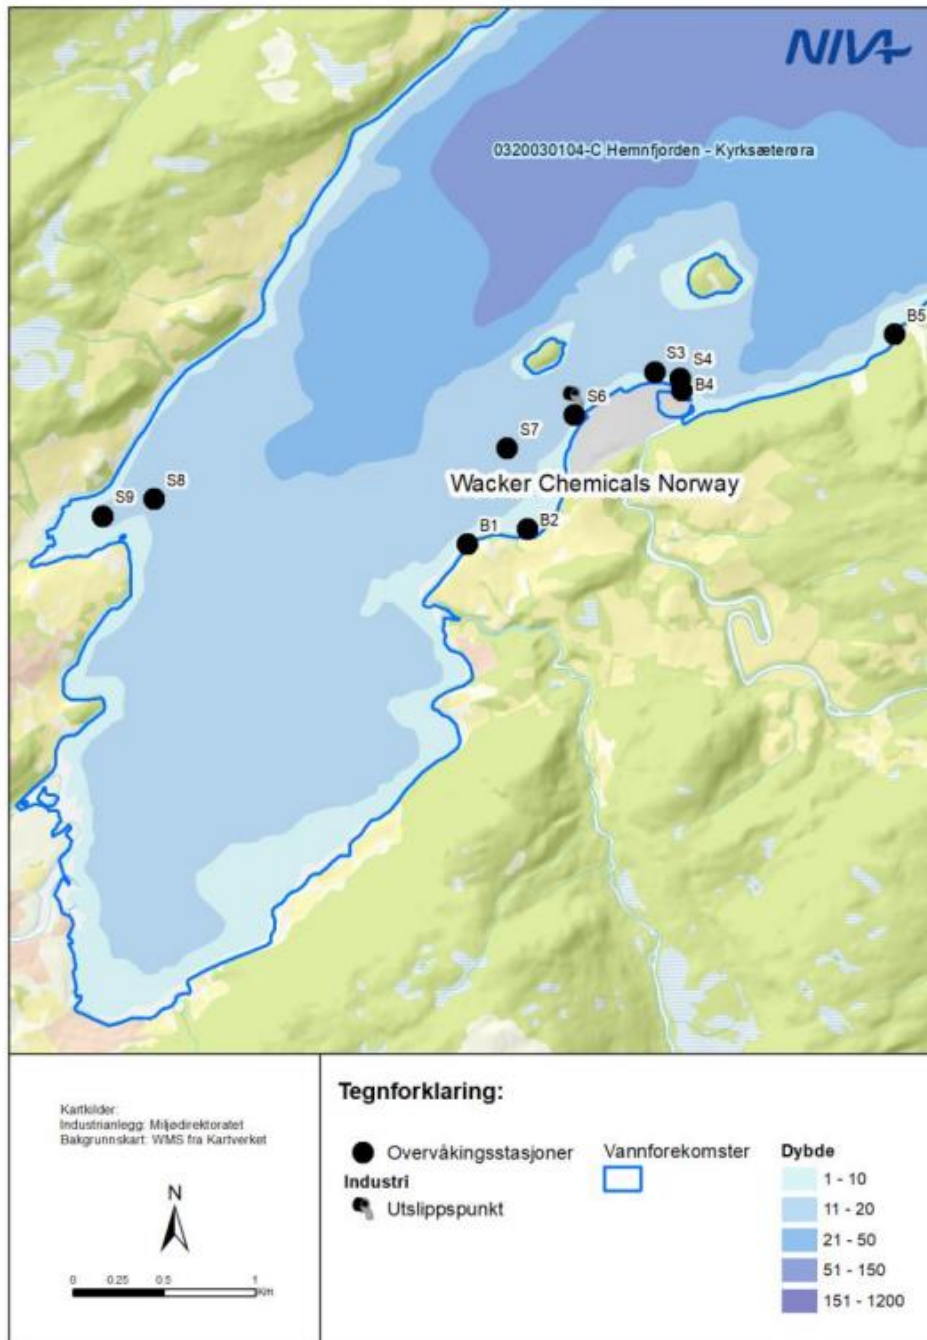 NIVA
0320030104-C Hemnfjorden - Kyrksæterøra
B5
S3
S4
B4
S6
S7
Wacker Chemicals Norway
S9
S8
B1
B2
Kartkilder:
Industrianlegg: Miljødirektoratet
Bakgrunnskart: WMS fra Kartverket
N
0 0.25 0.5 1
Km
Tegnforklaring:
Overvåkingsstasjoner
Industri
Utslippspunkt
Vannforekomster
Dybde
1 - 10
11 - 20
21 - 50
51 - 150
151 - 1200